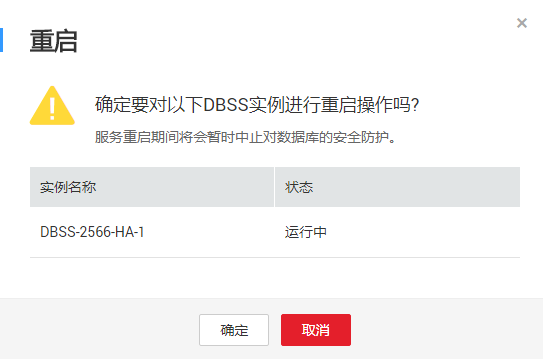 重启
确定要对以下DBSS实例进行重启操作吗?
服务重启期间将会暂时中止对数据库的安全防护。
实例名称 状态
DBSS-2566-HA-1 运行中
确定 取消